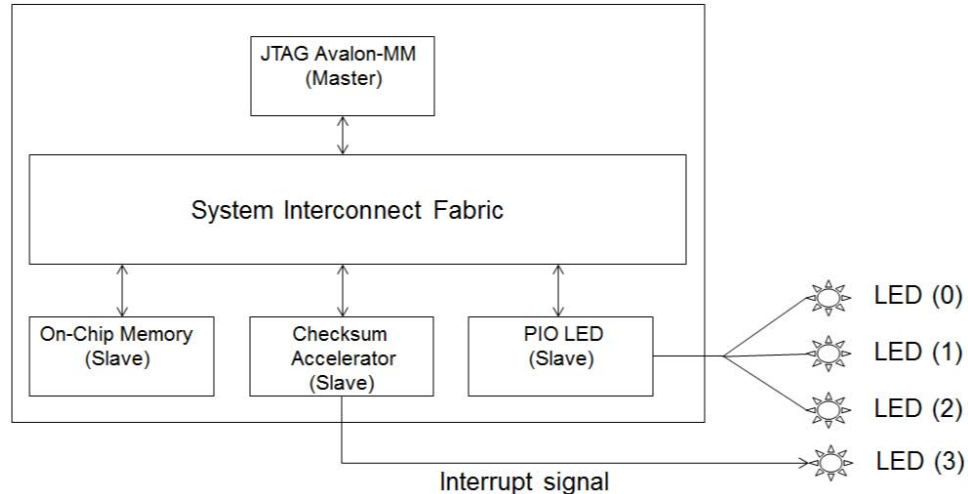 JTAG Avalon-MM
(Master)
System Interconnect Fabric
On-Chip Memory
(Slave)
Checksum
Accelerator
(Slave)
PIO LED
(Slave)
LED (0)
LED (1)
LED (2)
LED (3)
Interrupt signal